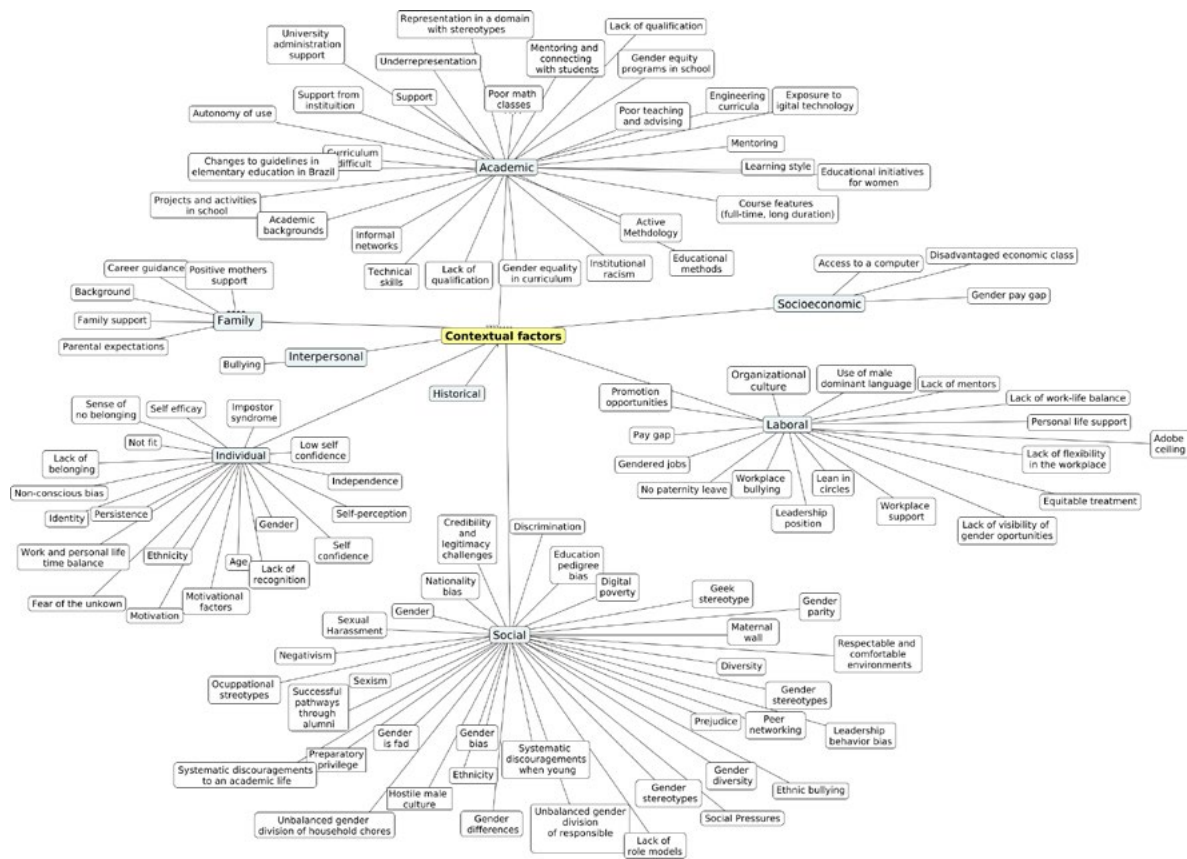 Representation in a domain
with stereotypes
Lack of qualification
University
administration
support
Underrepresentation
Mentoring and
connecting
with students
Gender equity
programs in school
Support from
instituition
Support
Poor math
classes
Poor teaching
and advising
Engineering
curricula
Exposure to
igital technology
Autonomy of use
Mentoring
Curriculum
difficult
Changes to guidelines in
elementary education in Brazil
Academic
Learning style
Educational initiatives
for women
Projects and activities
in school
Academic
backgrounds
Course features
(full-time, long duration)
Informal
networks
Active
Methdology
Technical
skills
Lack of
qualification
Gender equality
in curriculum
Institutional
racism
Educational
methods
Career guidance
Positive mothers
support
Background
Family support
Family
Parental expectations
Access to a computer
Disadvantaged economic class
Socioeconomic
Gender pay gap
Contextual factors
Interpersonal
Bullying
Historical
Promotion
opportunities
Organizational
culture
Use of male
dominant language
Lack of mentors
Lack of work-life balance
Laboral
Personal life support
Pay gap
Adobe
ceiling
Gendered jobs
Lack of flexibility
in the workplace
No paternity leave
Workplace
bullying
Lean in
circles
Equitable treatment
Leadership
position
Workplace
support
Lack of visibility of
gender oportunities
Sense of
no belonging
Self efficay
Impostor
syndrome
Not fit
Low self
confidence
Lack of
belonging
Individual
Independence
Non-conscious bias
Identity
Persistence
Gender
Self-perception
Work and personal life
time balance
Ethnicity
Age
Lack of
recognition
Self
confidence
Fear of the unkown
Motivation
Motivational
factors
Credibility
and
legitimacy
challenges
Discrimination
Education
pedigree
bias
Nationality
bias
Digital
poverty
Geek
stereotype
Gender
Gender
parity
Sexual
Harassment
Social
Maternal
wall
Respectable and
comfortable
environments
Negativism
Diversity
Ocuppational
streotypes
Sexism
Successful
pathways
through
alumni
Gender
stereotypes
Prejudice
Peer
networking
Leadership
behavior bias
Gender
is fad
Gender
bias
Preparatory
privilege
Systematic discouragements
to an academic life
Systematic
discouragements
when young
Ethnicity
Gender
diversity
Hostile male
culture
Gender
stereotypes
Ethnic bullying
Unbalanced gender
division of household chores
Gender
differences
Unbalanced gender
division
of responsible
Social Pressures
Lack of
role models